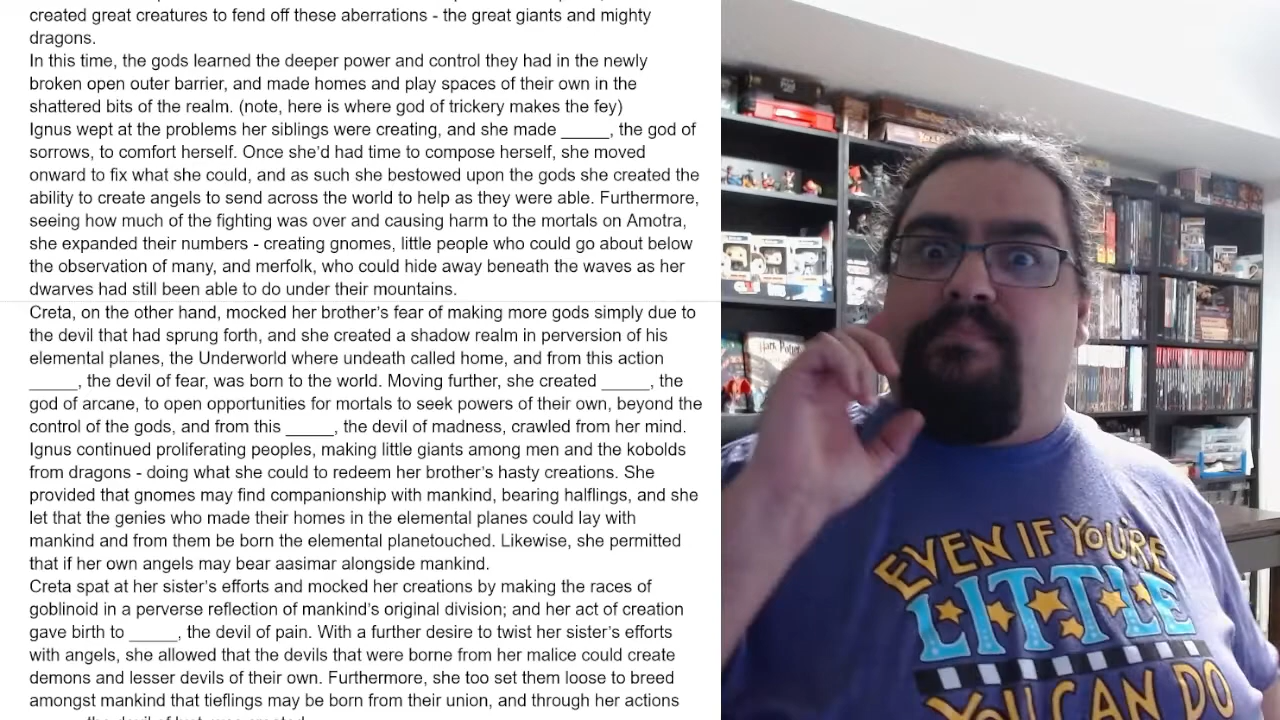 created great creatures to fend off these aberrations - the great giants and mighty
dragons.
In this time, the gods learned the deeper power and control they had in the newly
broken open outer barrier, and made homes and play spaces of their own in the
shattered bits of the realm. (note, here is where god of trickery makes the fey)
Ignus wept at the problems her siblings were creating, and she made _____, the god of
sorrows, to comfort herself. Once she'd had time to compose herself, she moved
onward to fix what she could, and as such she bestowed upon the gods she created the
ability to create angels to send across the world to help as they were able. Furthermore,
seeing how much of the fighting was over and causing harm to the mortals on Amotra,
she expanded their numbers - creating gnomes, little people who could go about below
the observation of many, and merfolk, who could hide away beneath the waves as her
dwarves had still been able to do under their mountains.
Creta, on the other hand, mocked her brother's fear of making more gods simply due to
the devil that had sprung forth, and she created a shadow realm in perversion of his
elemental planes, the Underworld where undeath called home, and from this action
_____, the devil of fear, was born to the world. Moving further, she created _____, the
god of arcane, to open opportunities for mortals to seek powers of their own, beyond the
control of the gods, and from this _____, the devil of madness, crawled from her mind.
Ignus continued proliferating peoples, making little giants among men and the kobolds
from dragons - doing what she could to redeem her brother's hasty creations. She
provided that gnomes may find companionship with mankind, bearing halflings, and she
let that the genies who made their homes in the elemental planes could lay with
mankind and from them be born the elemental planetouched. Likewise, she permitted
that if her own angels may bear aasimar alongside mankind.
Creta spat at her sister's efforts and mocked her creations by making the races of
goblinoid in a perverse reflection of mankind's original division; and her act of creation
gave birth to _____, the devil of pain. With a further desire to twist her sister's efforts
with angels, she allowed that the devils that were borne from her malice could create
demons and lesser devils of their own. Furthermore, she too set them loose to breed
amongst mankind that tieflings may be born from their union, and through her actions
_____, the devil of lust, was created.
Harry Potter
EVEN IF YOU'RE
LITTLE
YOU CAN DO